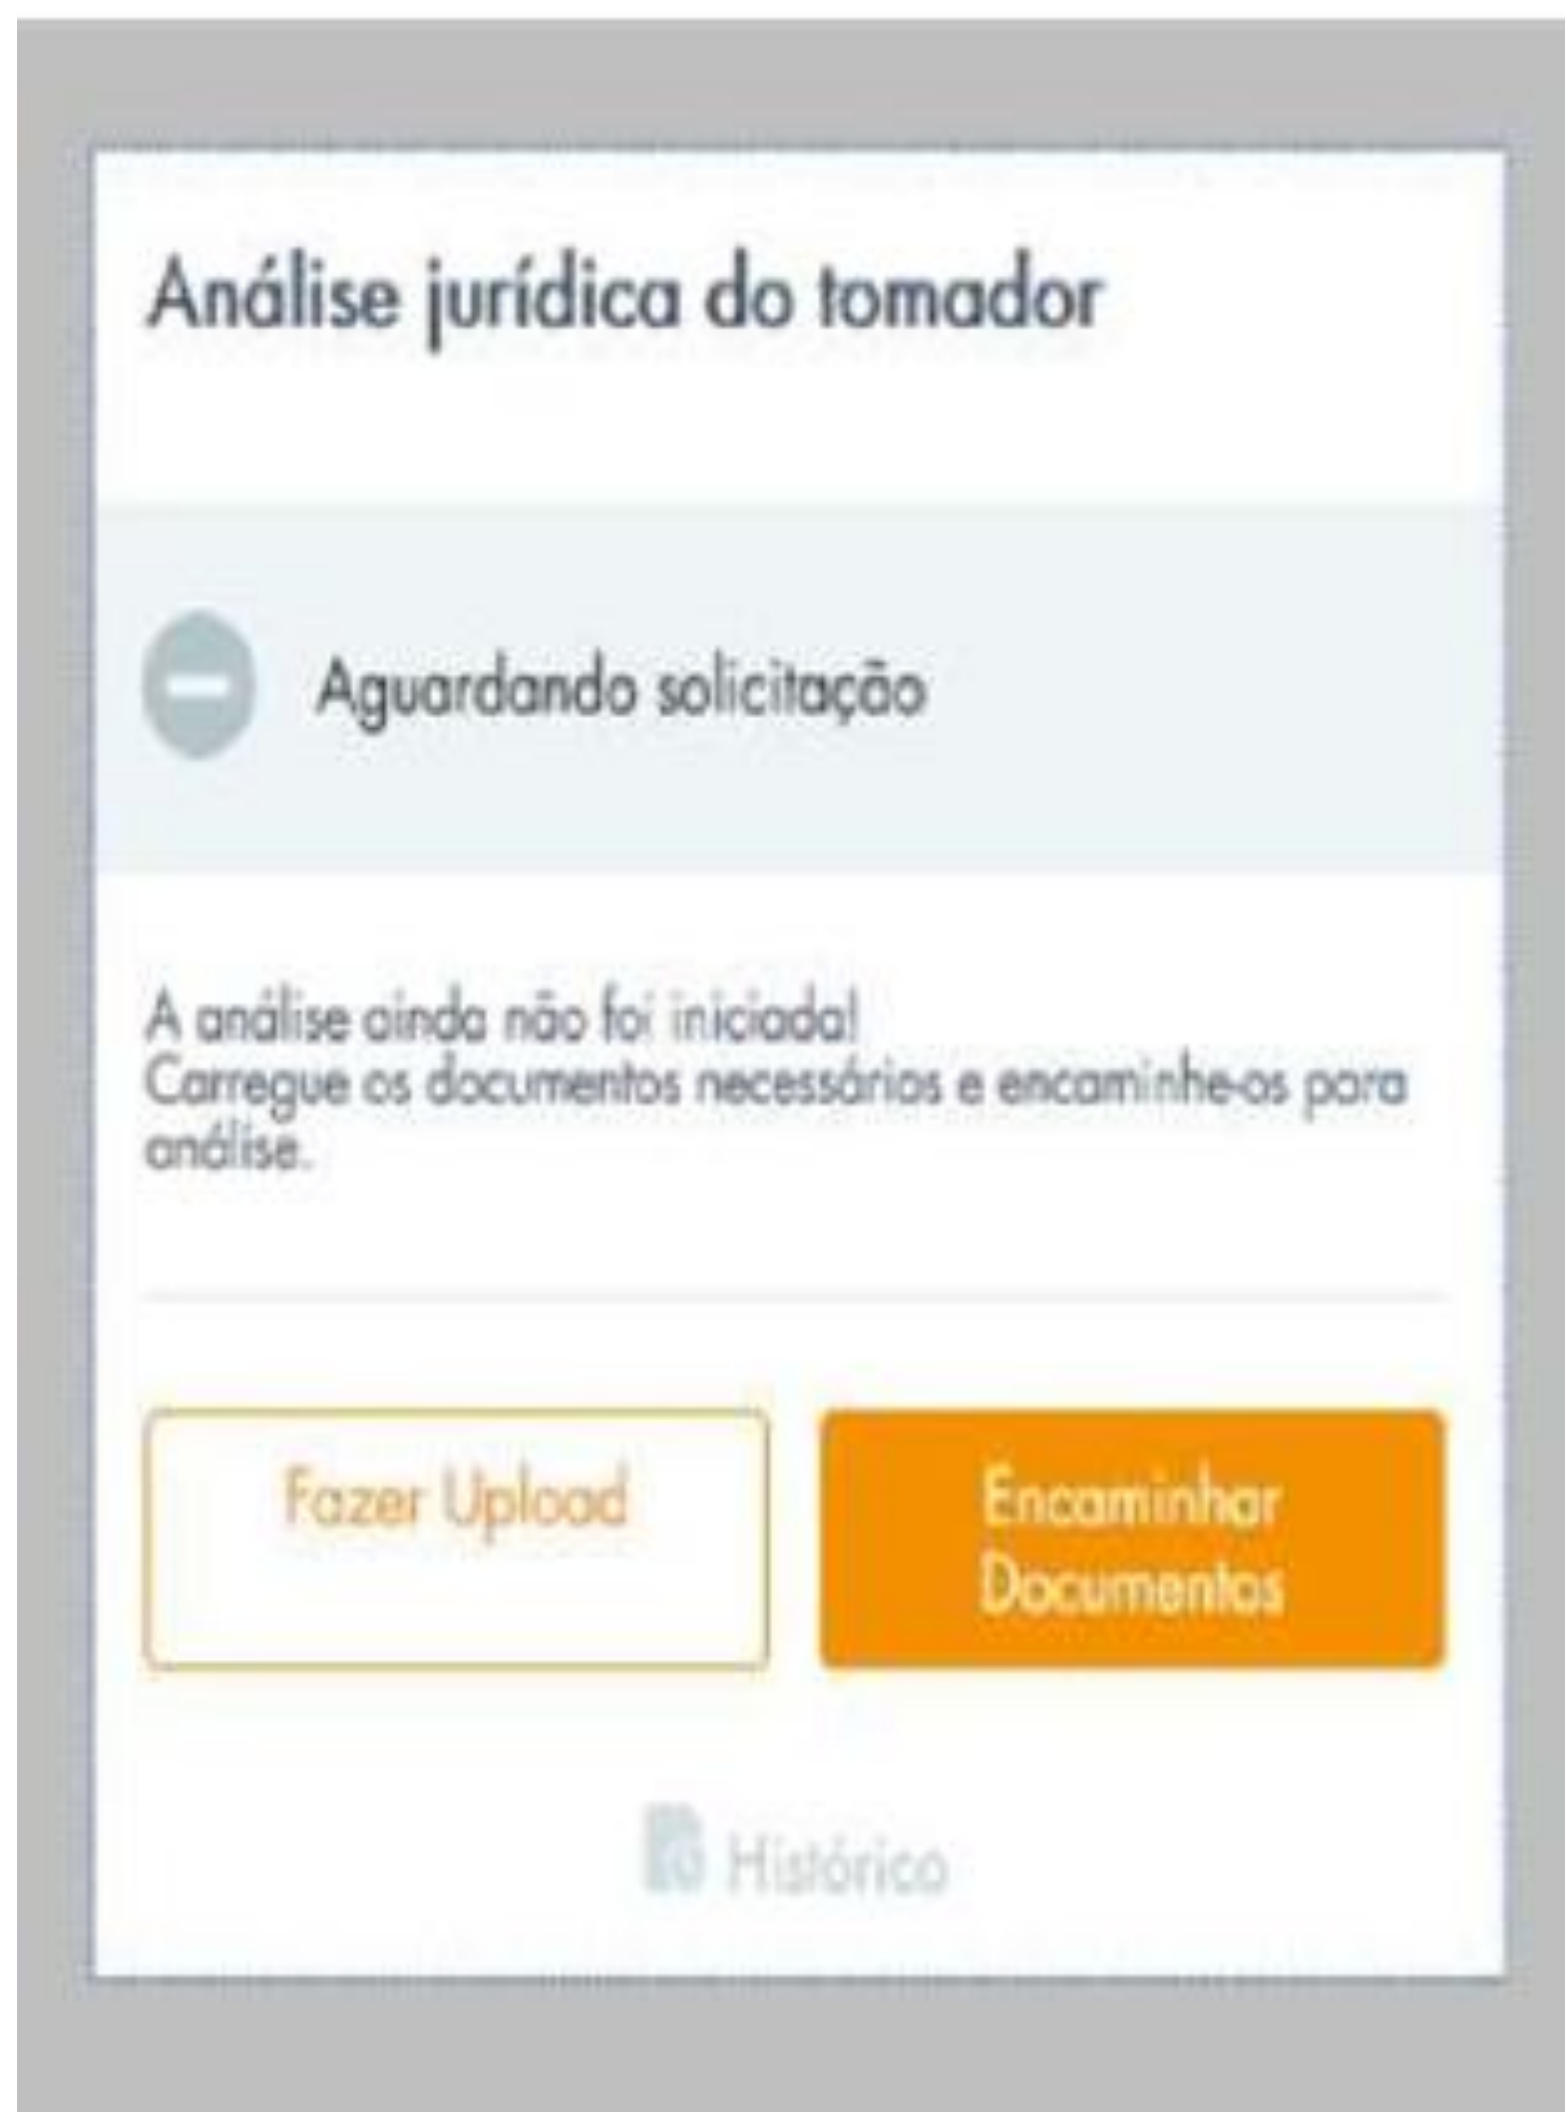 Análise jurídica do tomador
Aguardando solicitação
A análise ainda não foi iniciada!
Carregue os documentos necessários e encaminhe-os para
análise.
Fazer Upload
Encaminhar
Documentos
Histórico